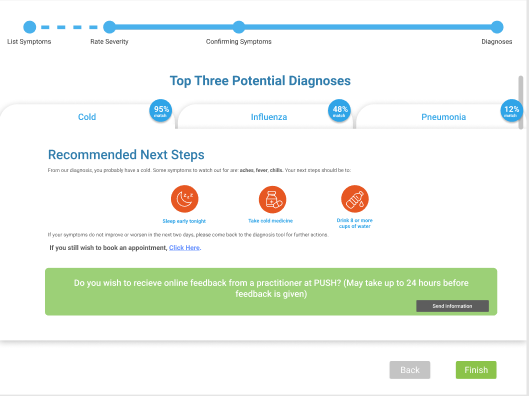 List Symptoms
Rate Severity
Confirming Symptoms
Diagnoses
Top Three Potential Diagnoses
Cold
95%
match
Influenza
48%
match
Pneumonia
12%
match
Recommended Next Steps
From our diagnosis, you probably have a cold. Some symptoms to watch out for are: aches, fever, chills. Your next steps should be to:
Sleep early tonight
Take cold medicine
Drink 8 or more
cups of water
If your symptoms do not improve or worsen in the next two days, please come back to the diagnosis tool for further actions.
If you still wish to book an appointment, Click Here.
Do you wish to recieve online feedback from a practitioner at PUSH? (May take up to 24 hours before
feedback is given)
Send information
Back
Finish